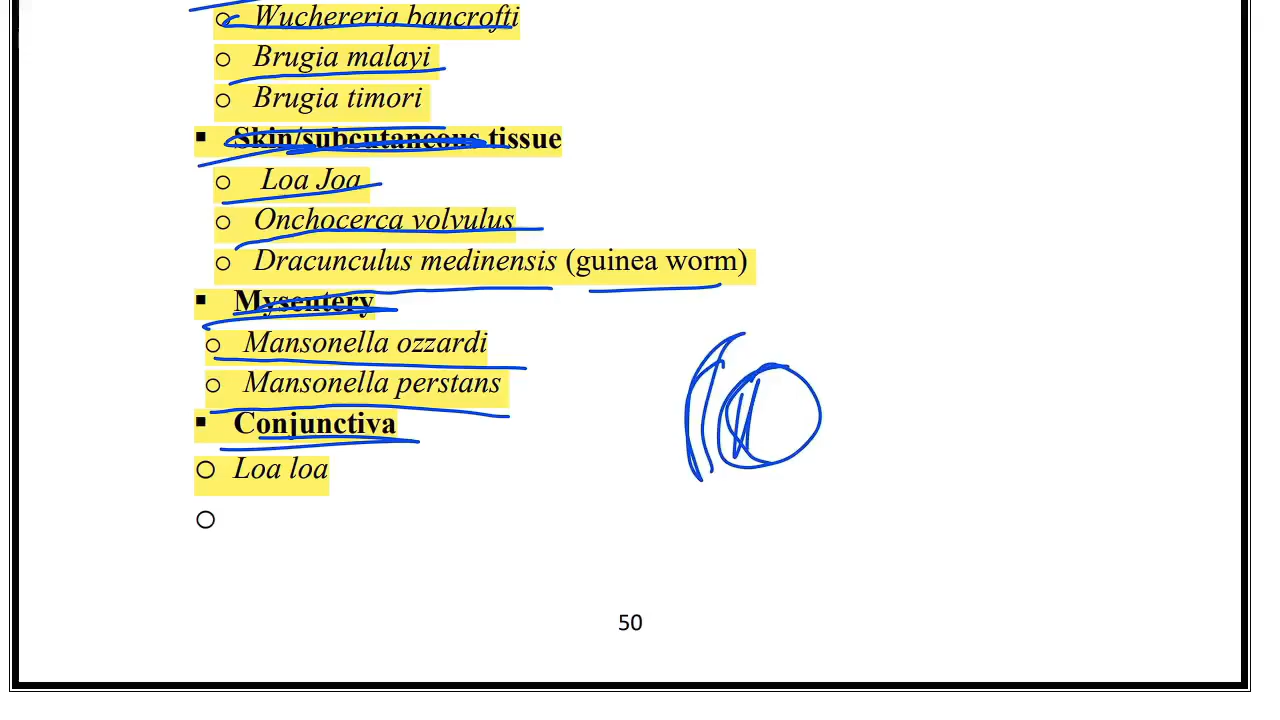 ○ Wuchereria bancrofti
○ Brugia malayi
○ Brugia timori
▪ Skin/subcutaneous tissue
○ Loa Joa
○ Onchocerca volvulus
○ Dracunculus medinensis (guinea worm)
▪ Mysentery
○ Mansonella ozzardi
○ Mansonella perstans
▪ Conjunctiva
○ Loa loa
○
50